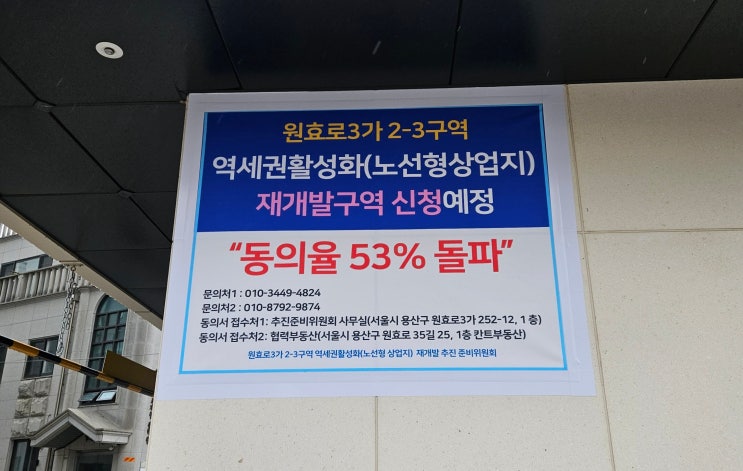 원효로3가 2-3구역
역세권활성화(노선형상업지)
재개발구역 신청예정
“동의율 53% 돌파”
문의처1 : 010-3449-4824
문의처2 : 010-8792-9874
동의서 접수처1: 추진준비위원회 사무실(서울시 용산구 원효로3가 252-12, 1 층)
동의서 접수처2: 협력부동산(서울시 용산구 원효로 35길 25, 1층 칸트부동산)
원효로3가 2-3구역 역세권활성화(노선형 상업지) 재개발 추진 준비위원회